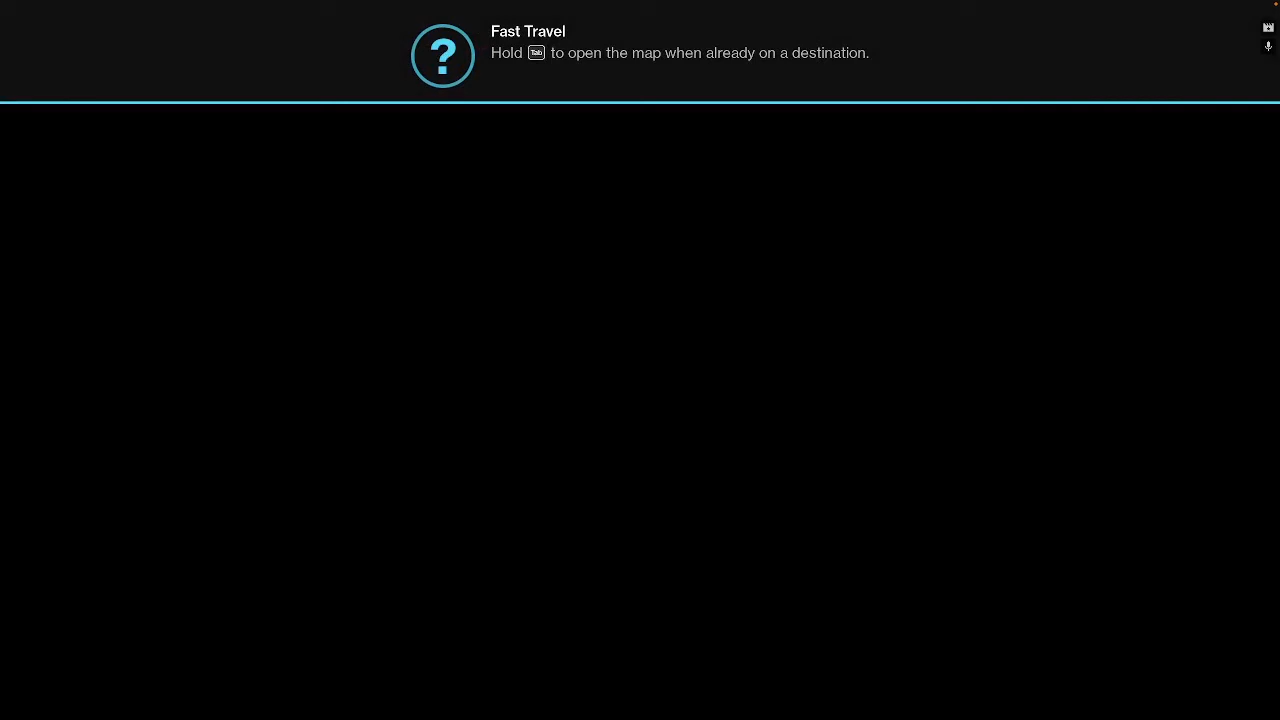 Fast Travel
Hold Tab to open the map when already on a destination.